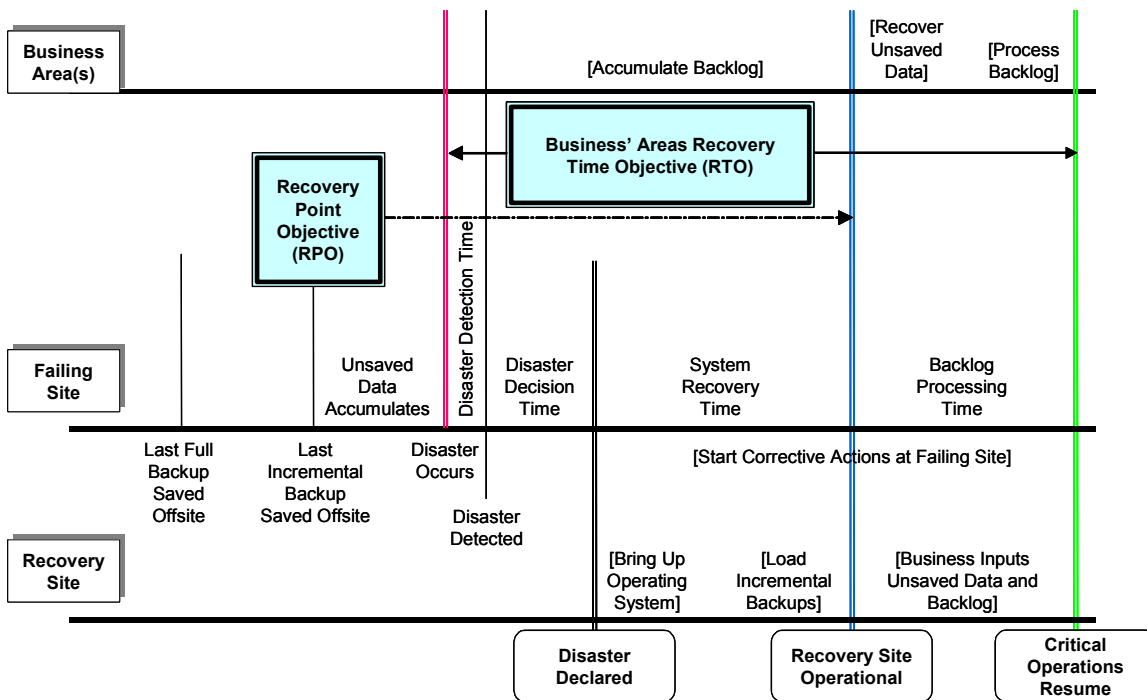 Business
Area(s)
[Accumulate Backlog]
[Recover
Unsaved
Data]
[Process
Backlog]
Business’ Areas Recovery
Time Objective (RTO)
Recovery
Point
Objective
(RPO)
Disaster Detection Time
Failing
Site
Unsaved
Data
Accumulates
Disaster
Decision
Time
System
Recovery
Time
Backlog
Processing
Time
Last Full
Backup
Saved
Offsite
Last
Incremental
Backup
Saved Offsite
Disaster
Occurs
Disaster
Detected
[Start Corrective Actions at Failing Site]
Recovery
Site
[Bring Up
Operating
System]
[Load
Incremental
Backups]
[Business Inputs
Unsaved Data and
Backlog]
Disaster
Declared
Recovery Site
Operational
Critical
Operations
Resume